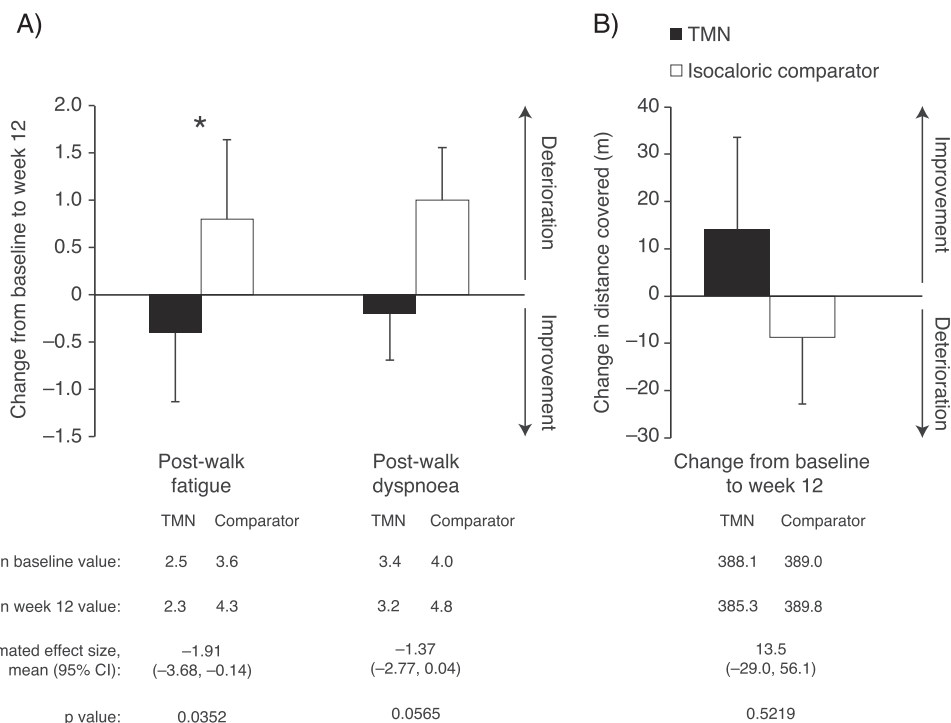 A)
B)
TMN
Isocaloric comparator
Change from baseline to week 12
2.0
1.5
1.0
0.5
0
–0.5
–1.0
–1.5
*
Deterioration
Improvement
Change in distance covered (m)
40
30
20
10
0
–10
–20
–30
Improvement
Deterioration
Post-walk
fatigue
Post-walk
dyspnoea
Change from baseline
to week 12
TMN Comparator TMN Comparator TMN Comparator
n baseline value: 2.5 3.6 3.4 4.0 388.1 389.0
n week 12 value: 2.3 4.3 3.2 4.8 385.3 389.8
mated effect size, –1.91 –1.37 13.5
mean (95% CI): (–3.68, –0.14) (–2.77, 0.04) (–29.0, 56.1)
p value: 0.0352 0.0565 0.5219